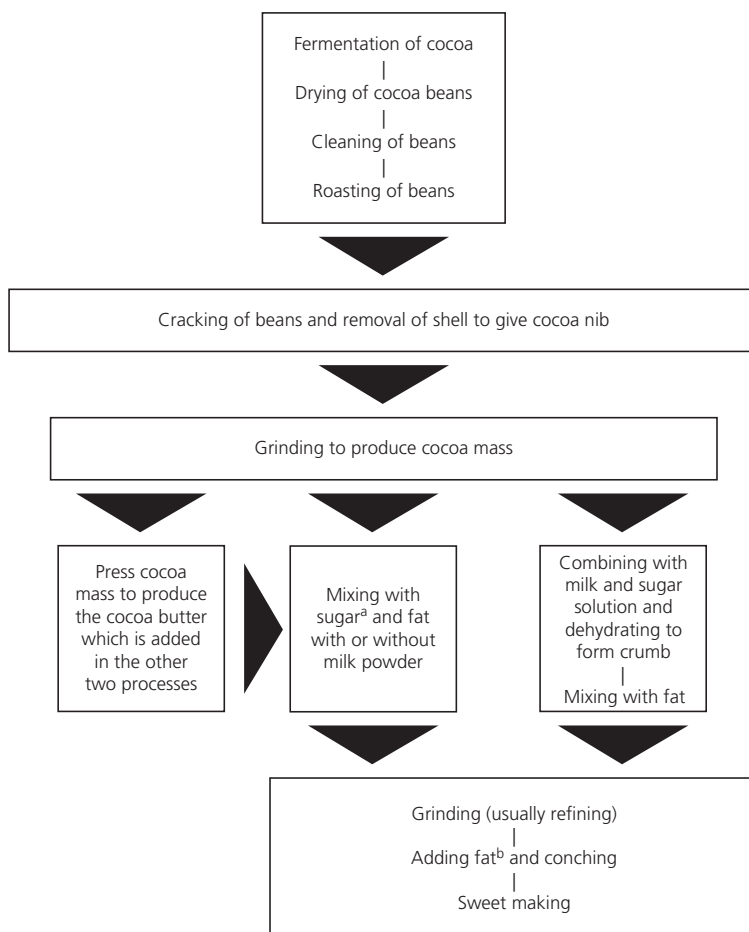 Fermentation of cocoa
|
Drying of cocoa beans
|
Cleaning of beans
|
Roasting of beans
Cracking of beans and removal of shell to give cocoa nib
Grinding to produce cocoa mass
Press cocoa
mass to produce
the cocoa butter
which is added
in the other
two processes
Mixing with
sugarᵃ and fat
with or without
milk powder
Combining with
milk and sugar
solution and
dehydrating to
form crumb
|
Mixing with fat
Grinding (usually refining)
|
Adding fatᵇ and conching
|
Sweet making